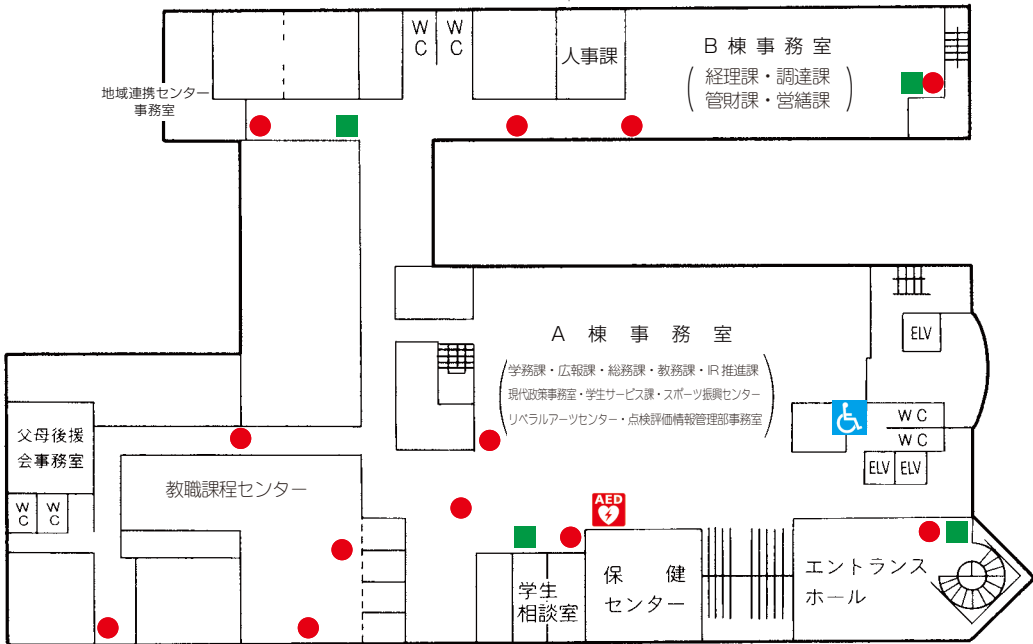 W
C
W
C
人事課
B 棟 事 務 室
経理課・調達課
管財課・営繕課
地域連携センター
事務室
A 棟 事 務 室
学務課・広報課・総務課・教務課・IR 推進課
現代政策事務室・学生サービス課・スポーツ振興センター
リベラルアーツセンター・点検評価情報管理部事務室
ELV
WC
WC
ELV
ELV
父母後援
会事務室
W
C
W
C
教職課程センター
AED
学生
相談室
保 健
センター
エントランス
ホール